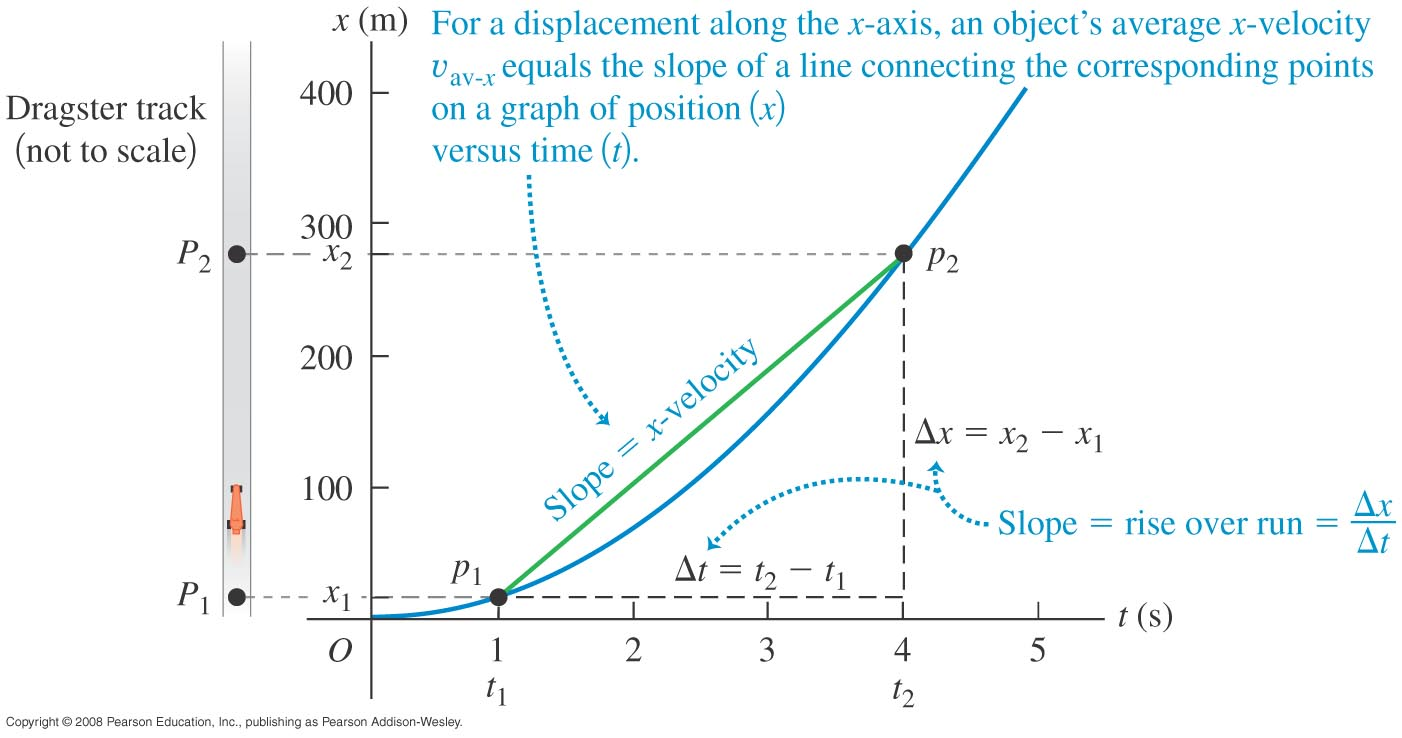 x (m)
For a displacement along the x-axis, an object's average x-velocity
v_av-x equals the slope of a line connecting the corresponding points
on a graph of position (x)
versus time (t).
Dragster track
(not to scale)
400
300
P₂
x₂
p₂
200
Slope = x-velocity
Δx = x₂ − x₁
100
Slope = rise over run = Δx/Δt
p₁
Δt = t₂ − t₁
P₁
x₁
t (s)
O
1
2
3
4
5
t₁
t₂
Copyright © 2008 Pearson Education, Inc., publishing as Pearson Addison-Wesley.